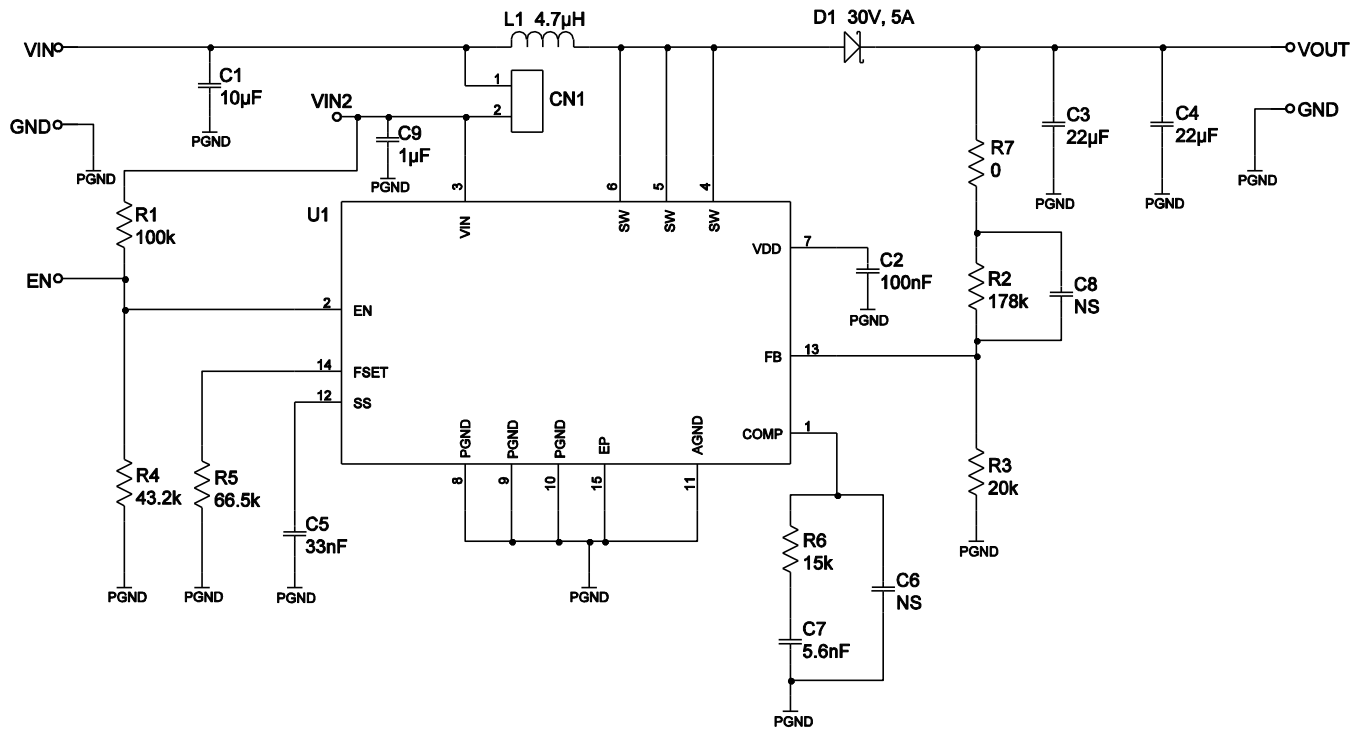 L1 4.7µH
D1 30V, 5A
VIN
VOUT
C1
10µF
1
2
CN1
VIN2
GND
C9
1µF
C3
22µF
C4
22µF
GND
PGND
PGND
PGND
R7
0
PGND
PGND
PGND
R1
100k
U1
3
6
5
4
VIN
SW
SW
SW
VDD
7
C2
100nF
PGND
R2
178k
C8
NS
EN
2
EN
14
FSET
12
SS
FB
13
COMP
1
PGND
PGND
PGND
EP
AGND
8
9
10
15
11
R4
43.2k
R5
66.5k
C5
33nF
R3
20k
PGND
R6
15k
C6
NS
C7
5.6nF
PGND
PGND
PGND
PGND
PGND